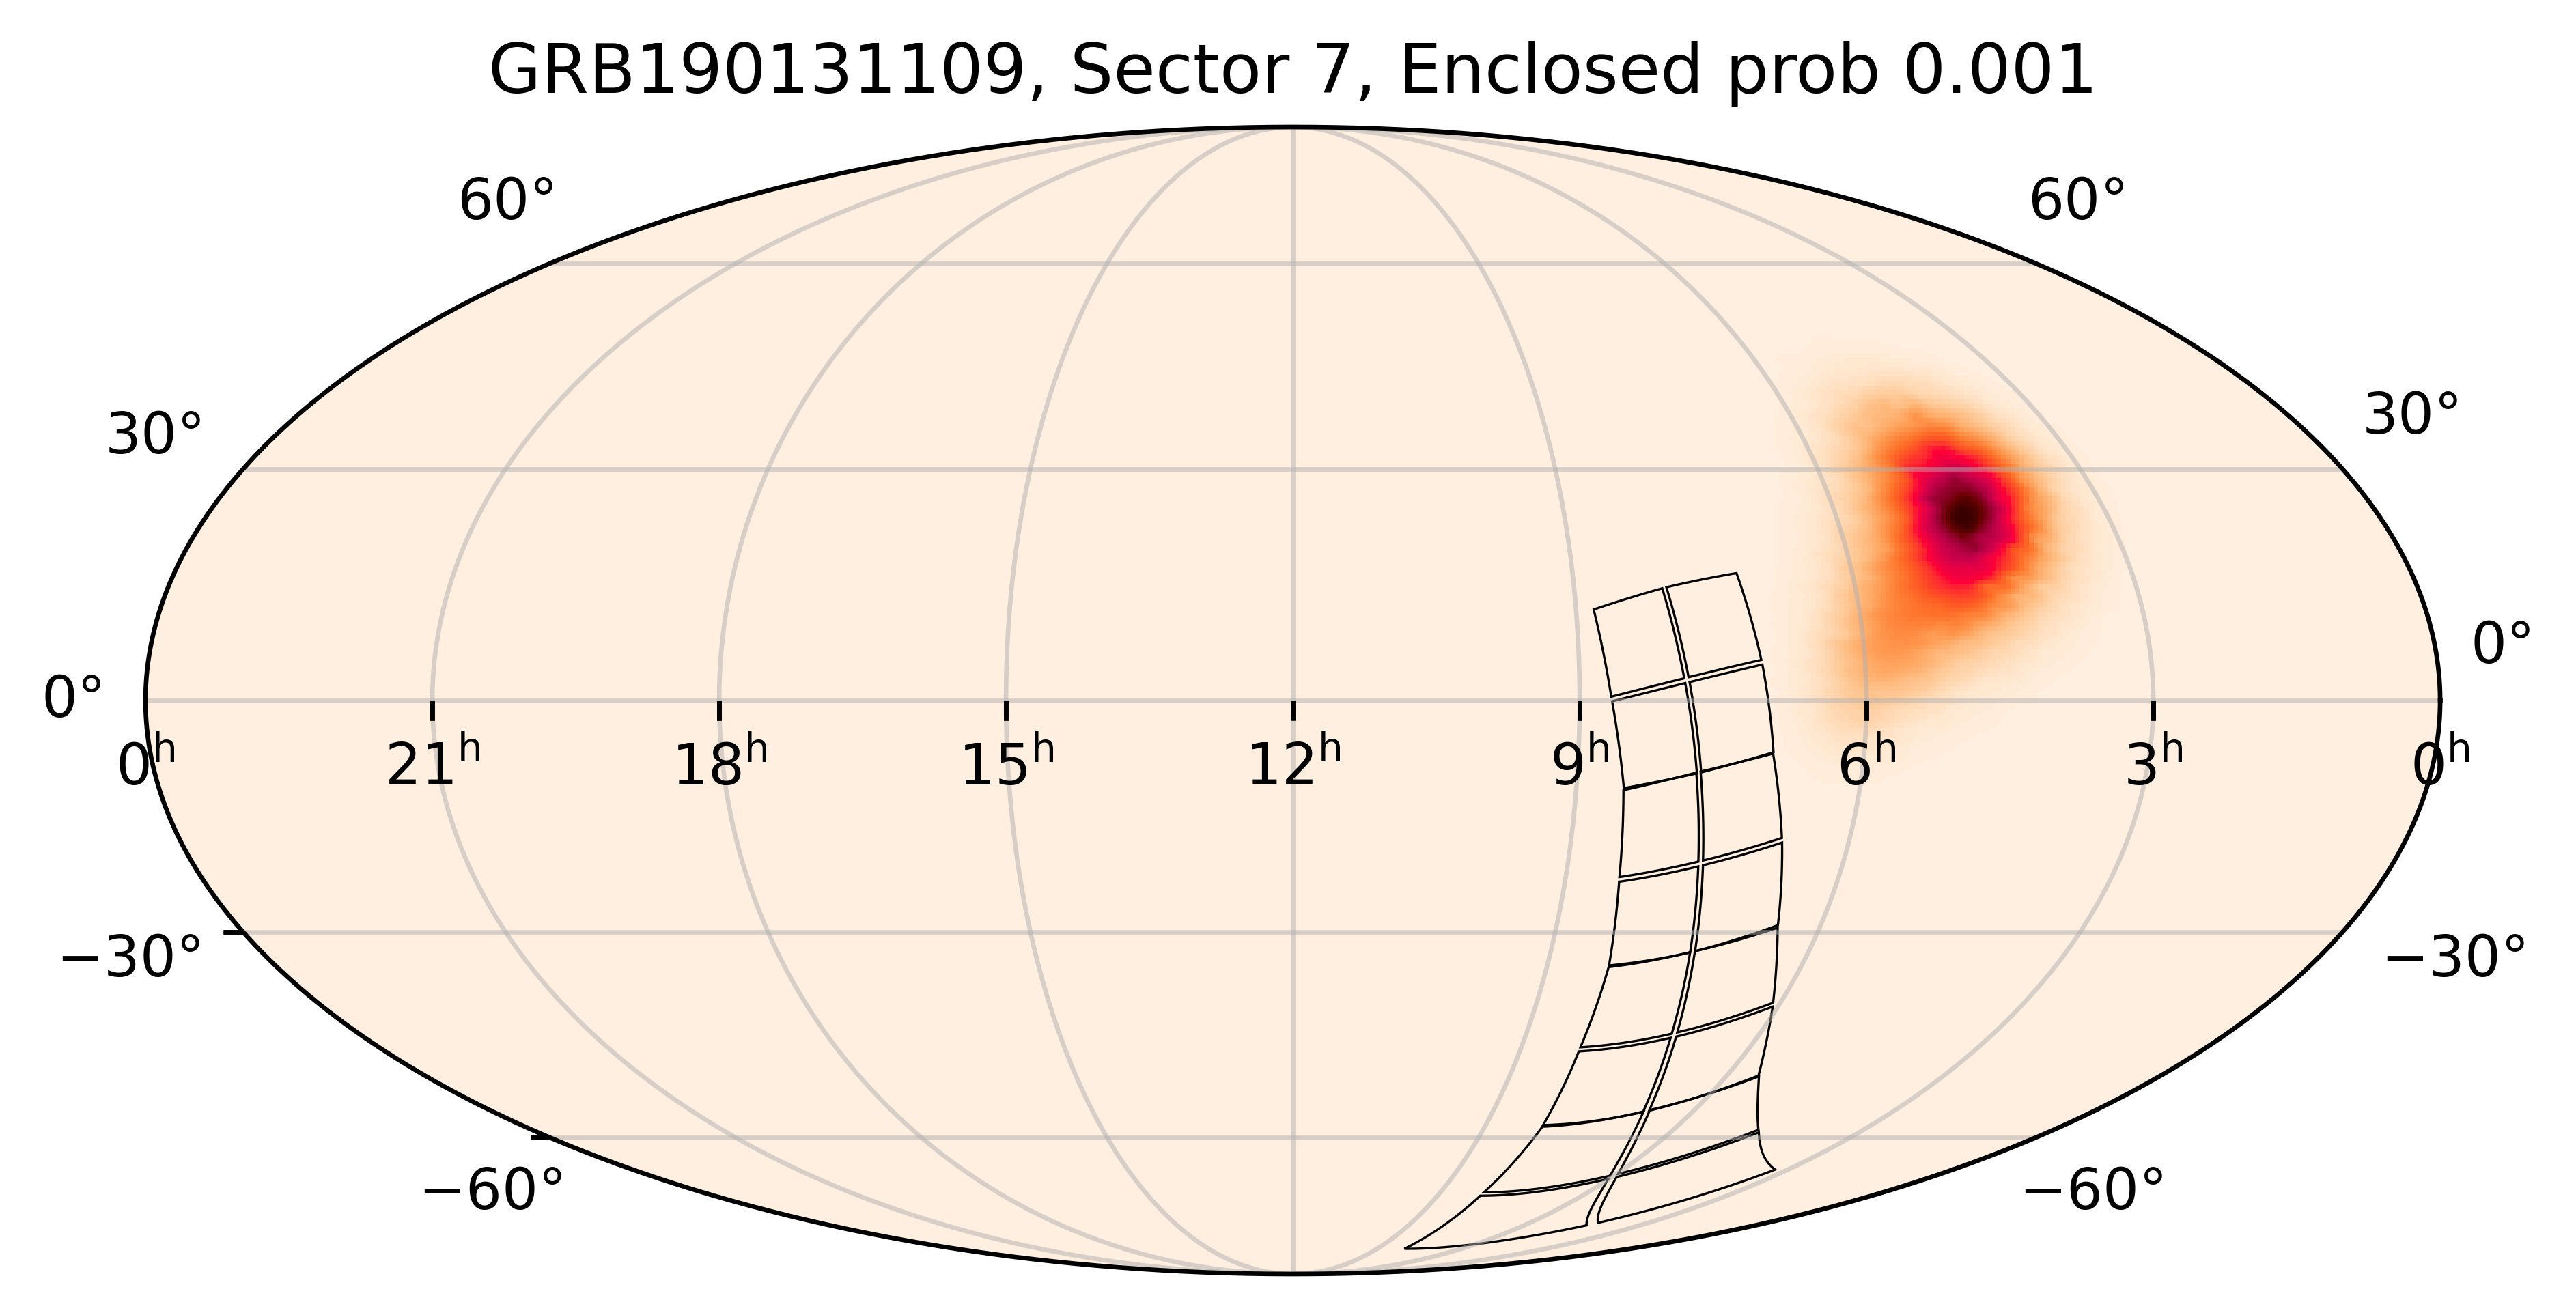 GRB190131109, Sector 7, Enclosed prob 0.001
60° 60°
30° 30°
0° 0°
0ʰ 21ʰ 18ʰ 15ʰ 12ʰ 9ʰ 6ʰ 3ʰ 0ʰ
−30° −30°
−60° −60°